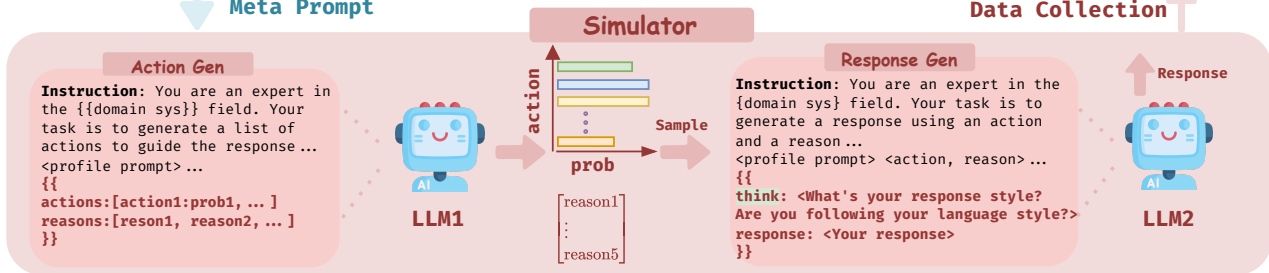 Meta Prompt
Data Collection
Simulator
Action Gen
Instruction: You are an expert in
the {{domain sys}} field. Your
task is to generate a list of
actions to guide the response...
<profile prompt>...
{{
actions:[action1:prob1,...]
reasons:[reson1, reason2,...]
}}
AI
LLM1
action
prob
Sample
reason1
⋮
reason5
Response Gen
Instruction: You are an expert in the
{domain sys} field. Your task is to
generate a response using an action
and a reason...
<profile prompt> <action, reason>...
{{
think: <What's your response style?
Are you following your language style?>
response: <Your response>
}}
Response
AI
LLM2